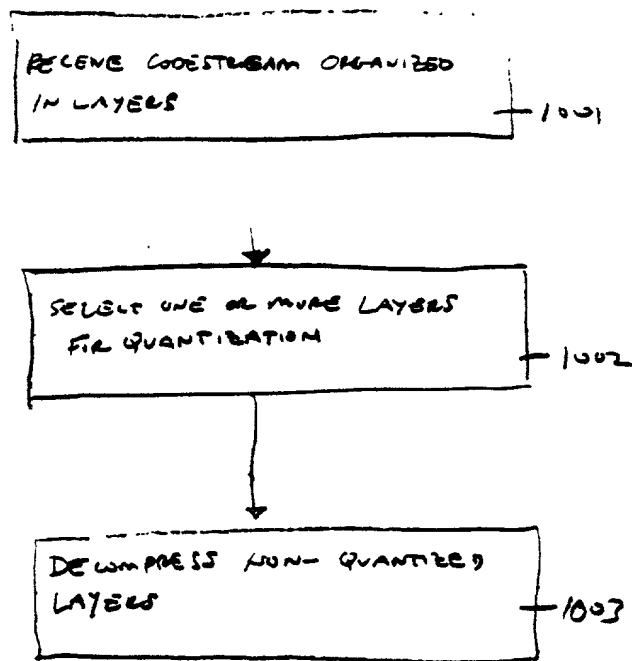 RECEIVE CODESTREAM ORGANIZED
IN LAYERS
1001
SELECT ONE OR MORE LAYERS
FOR QUANTIZATION
1002
DECOMPRESS NON-QUANTIZED
LAYERS
1003